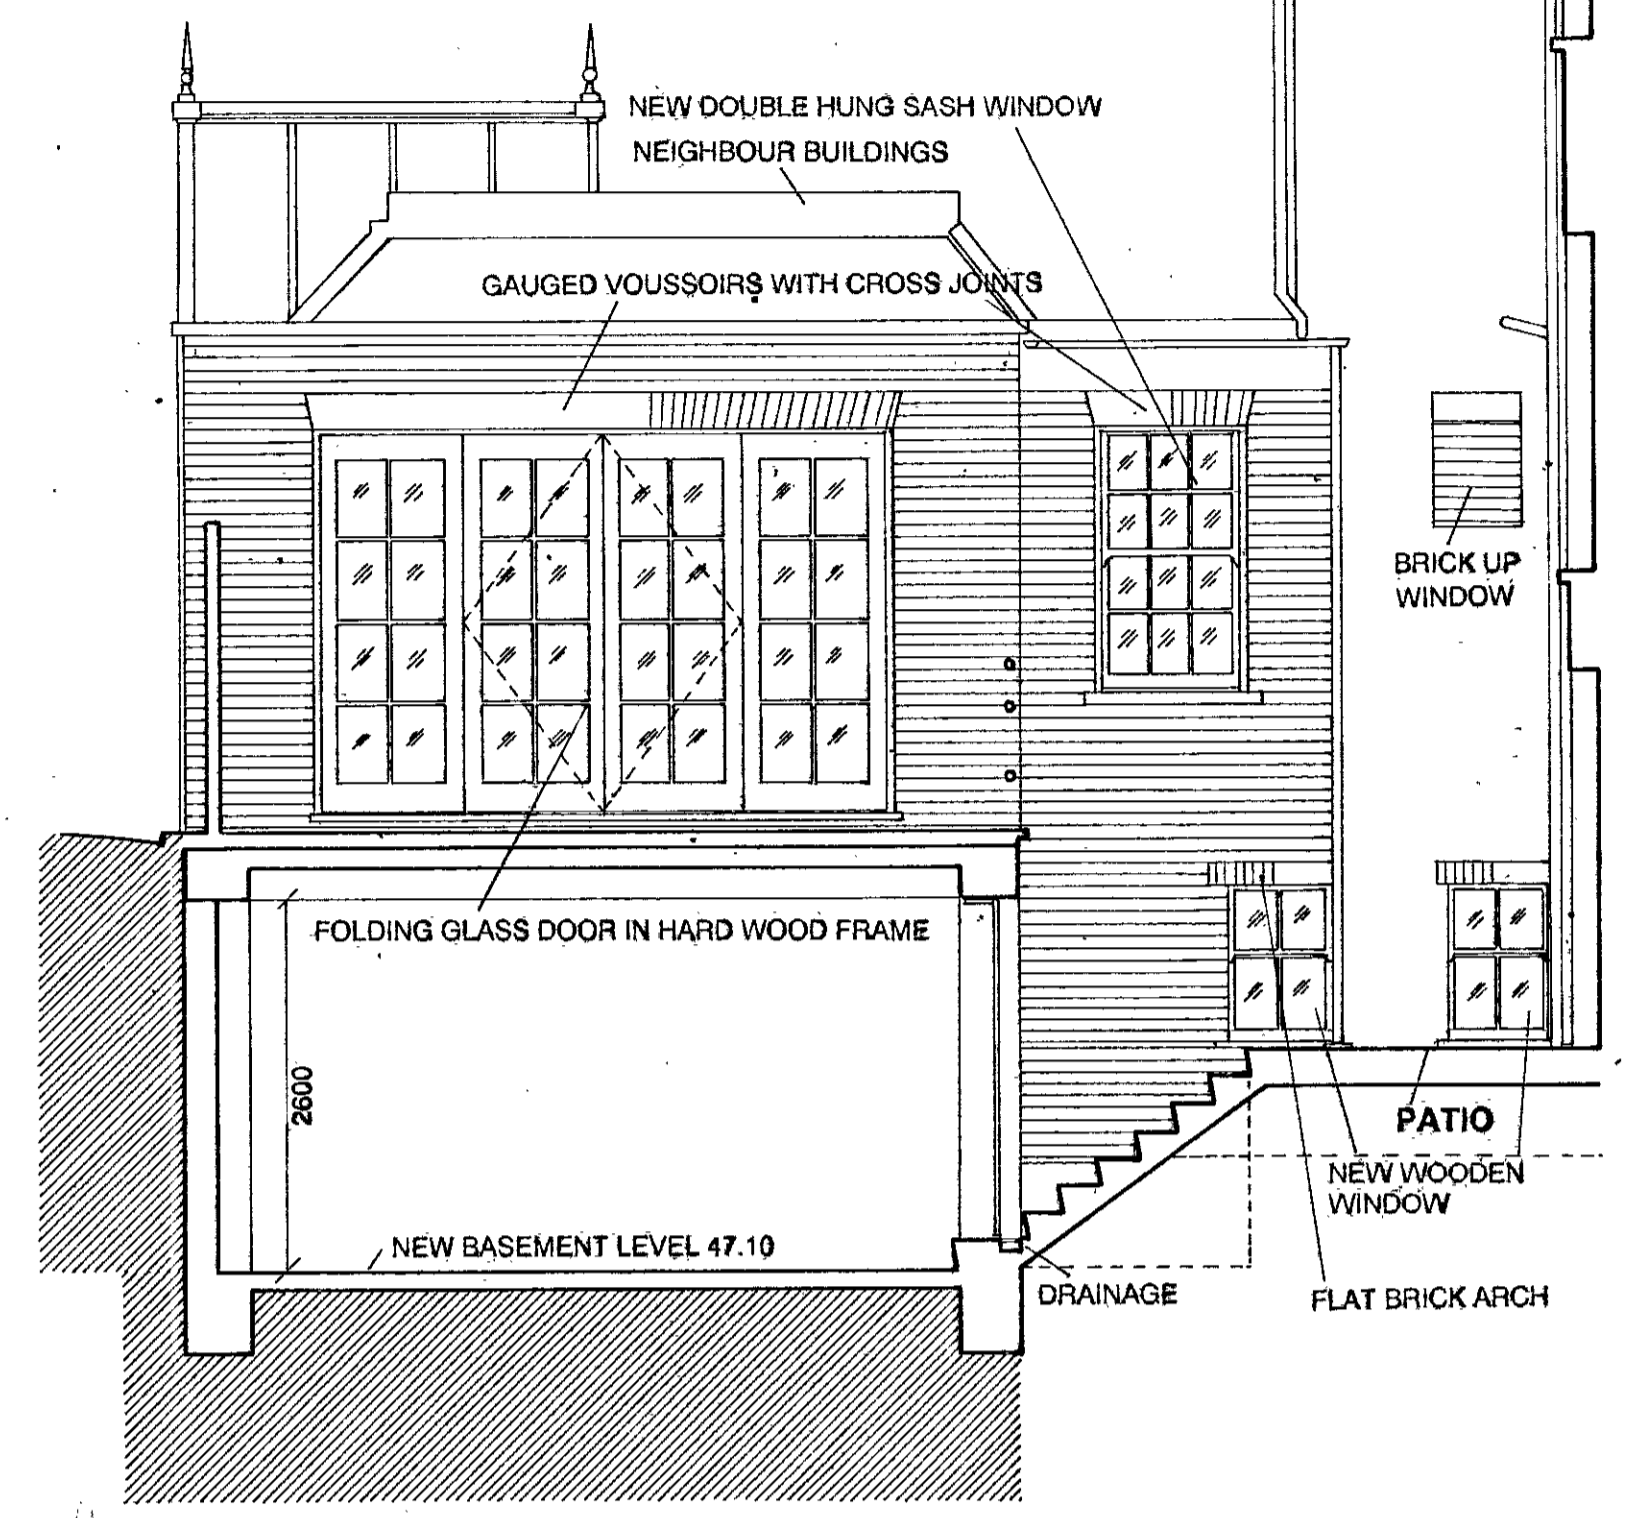 NEW DOUBLE HUNG SASH WINDOW
NEIGHBOUR BUILDINGS
GAUGED VOUSSOIRS WITH CROSS JOINTS
BRICK UP
WINDOW
FOLDING GLASS DOOR IN HARD WOOD FRAME
2600
PATIO
NEW WOODEN
WINDOW
NEW BASEMENT LEVEL 47.10
DRAINAGE
FLAT BRICK ARCH